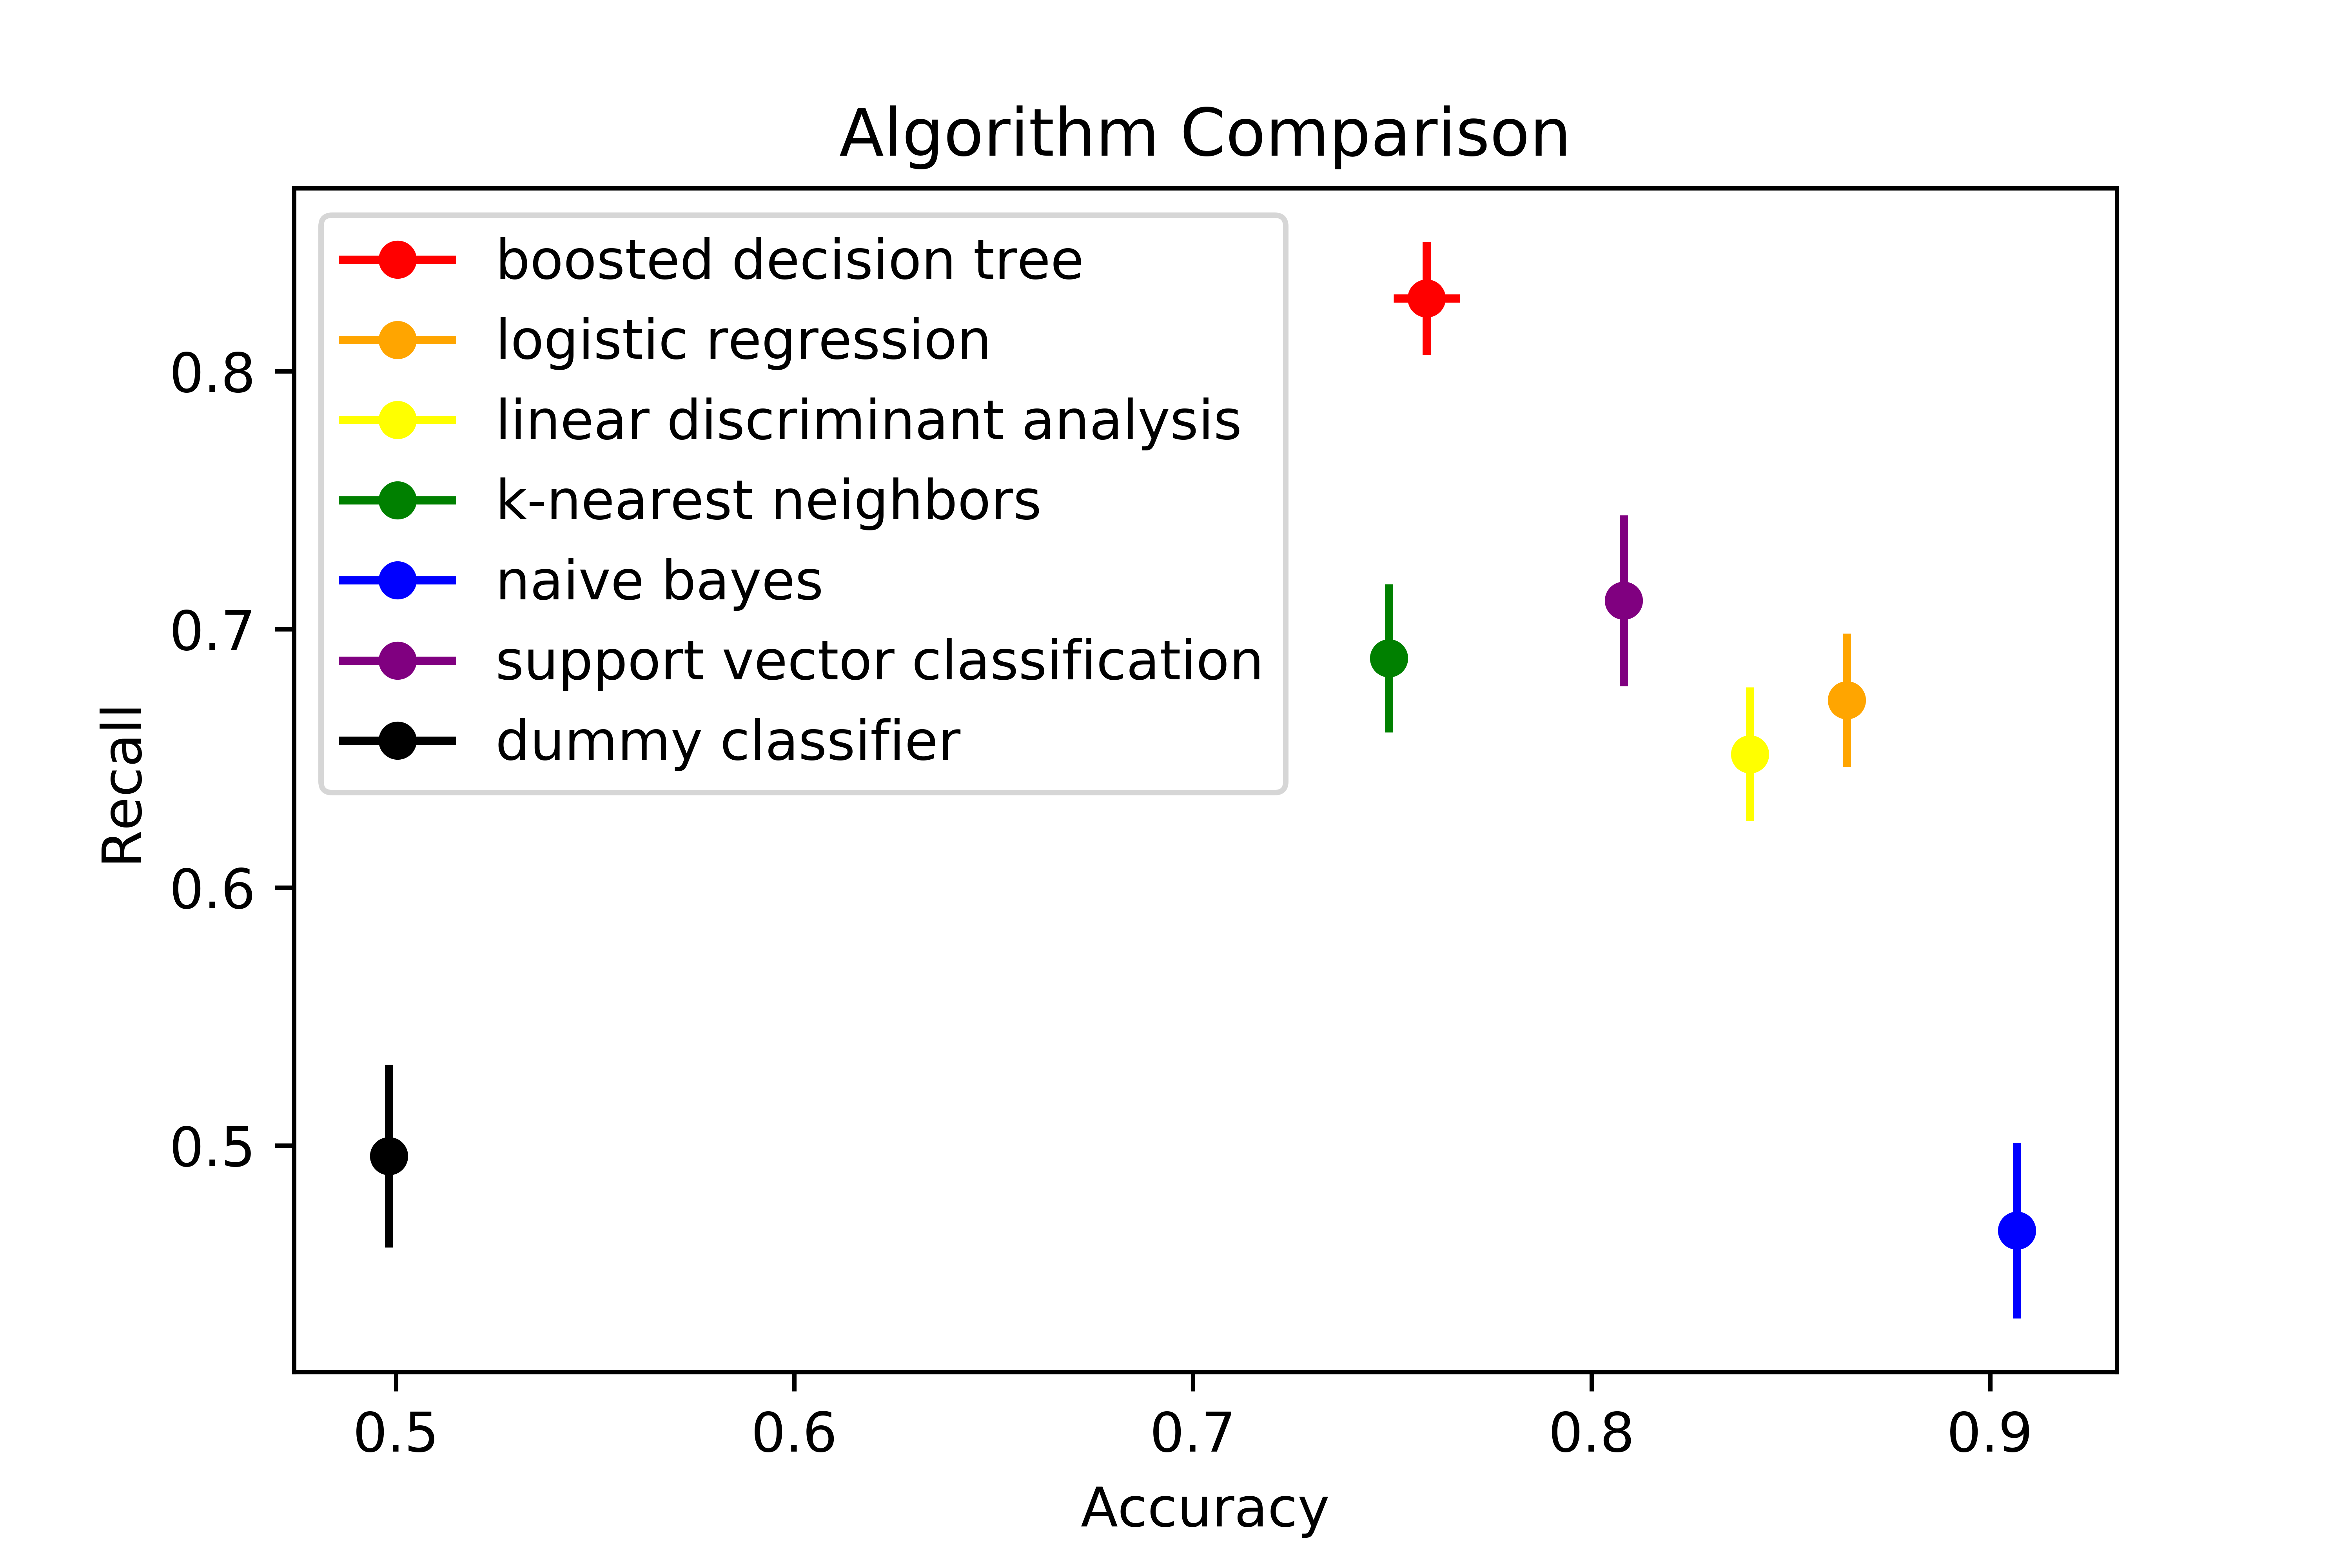 Algorithm Comparison
boosted decision tree
logistic regression
linear discriminant analysis
k-nearest neighbors
naive bayes
support vector classification
dummy classifier
0.8
0.7
0.6
0.5
Recall
0.5
0.6
0.7
0.8
0.9
Accuracy